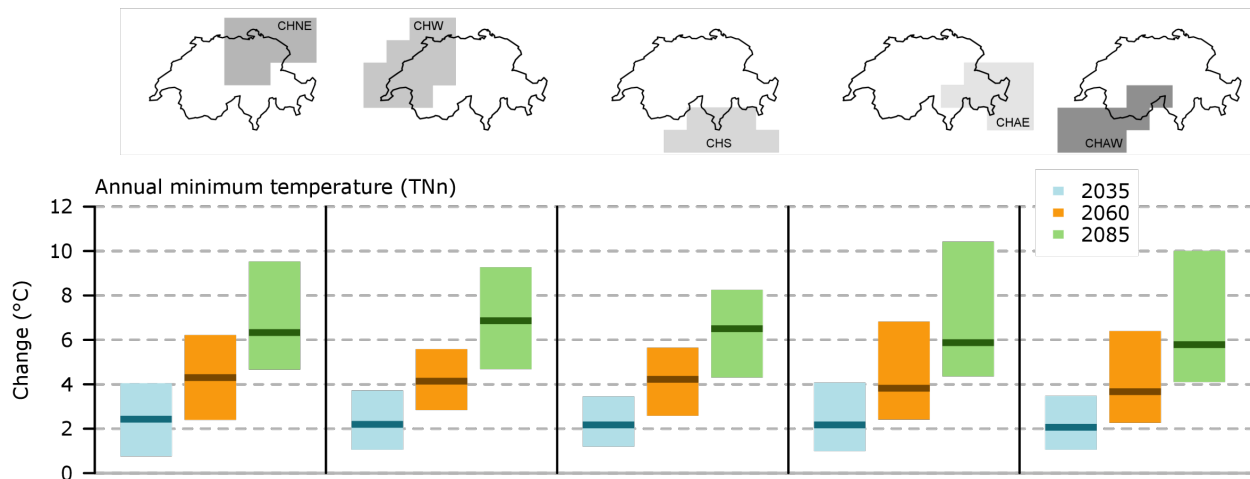 CHNE
CHW
CHS
CHAE
CHAW
Annual minimum temperature (TNn)
2035
2060
2085
Change (°C)
12
10
8
6
4
2
0